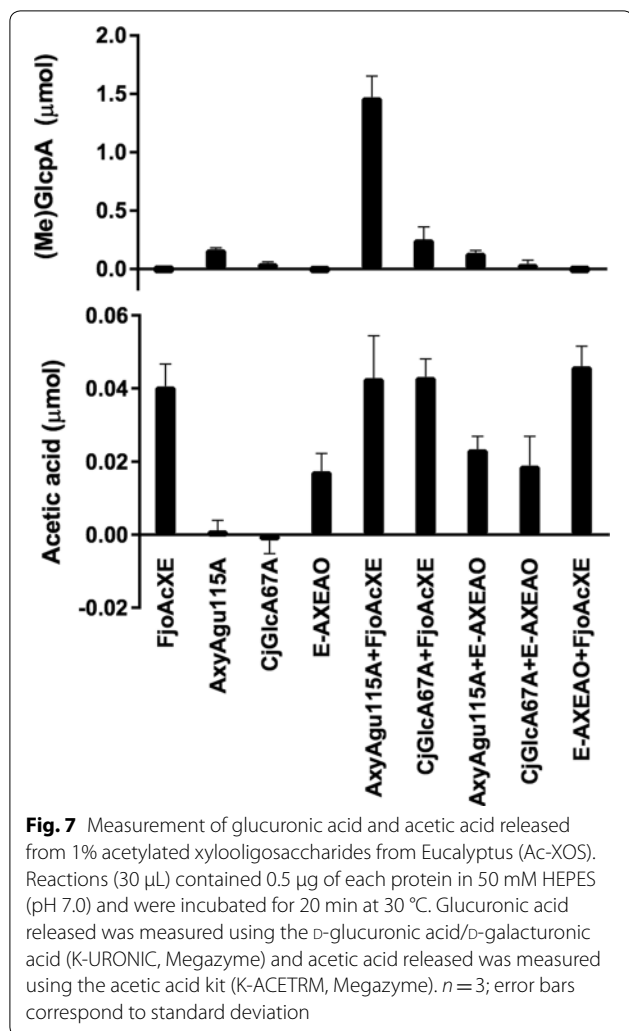 (Me)GlcpA (μmol)
2.0
1.5
1.0
0.5
0.0
Acetic acid (μmol)
0.06
0.04
0.02
0.00
-0.02
FjoAcXE
AxyAgu115A
CjGlcA67A
E-AXEAO
AxyAgu115A+FjoAcXE
CjGlcA67A+FjoAcXE
AxyAgu115A+E-AXEAO
CjGlcA67A+E-AXEAO
E-AXEAO+FjoAcXE
Fig. 7 Measurement of glucuronic acid and acetic acid released
from 1% acetylated xylooligosaccharides from Eucalyptus (Ac-XOS).
Reactions (30 μL) contained 0.5 μg of each protein in 50 mM HEPES
(pH 7.0) and were incubated for 20 min at 30 °C. Glucuronic acid
released was measured using the D-glucuronic acid/D-galacturonic
acid (K-URONIC, Megazyme) and acetic acid released was measured
using the acetic acid kit (K-ACETRM, Megazyme). n = 3; error bars
correspond to standard deviation